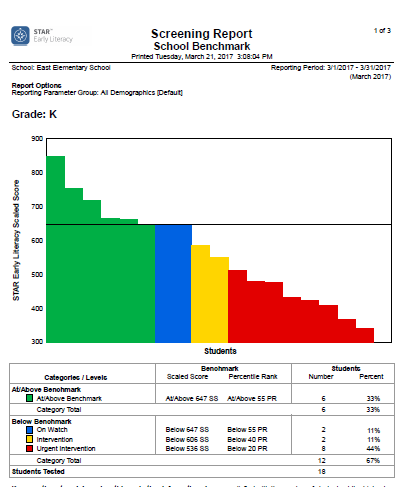 STAR™
Early Literacy
Screening Report
School Benchmark
Printed Tuesday, March 21, 2017 3:08:04 PM
1 of 3
School: East Elementary School
Reporting Period: 3/1/2017 - 3/31/2017
(March 2017)
Report Options
Reporting Parameter Group: All Demographics [Default]
Grade: K
STAR Early Literacy Scaled Score
900
800
700
600
500
400
300
Students
Benchmark Students
Categories / Levels Scaled Score Percentile Rank Number Percent
At/Above Benchmark
At/Above Benchmark At/Above 647 SS At/Above 55 PR 6 33%
Category Total 6 33%
Below Benchmark
On Watch Below 647 SS Below 55 PR 2 11%
Intervention Below 606 SS Below 40 PR 2 11%
Urgent Intervention Below 536 SS Below 20 PR 8 44%
Category Total 12 67%
Students Tested 18